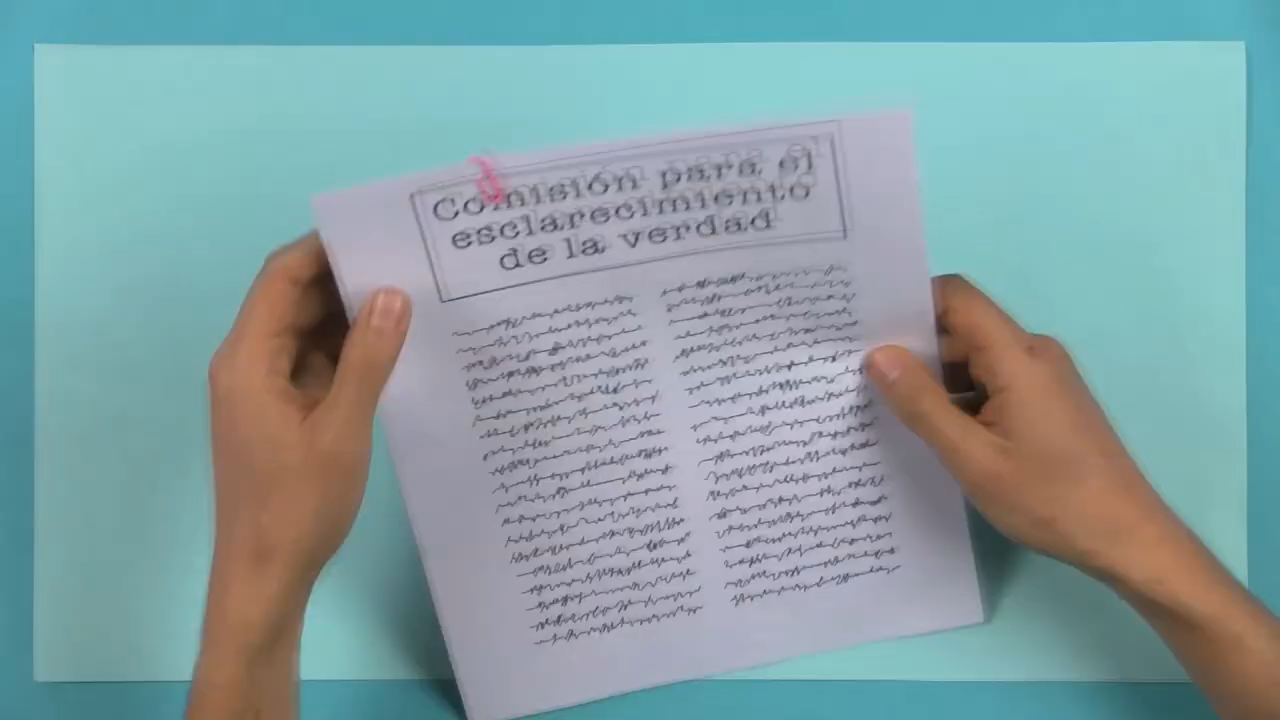 Comisión para el
esclarecimiento
de la verdad